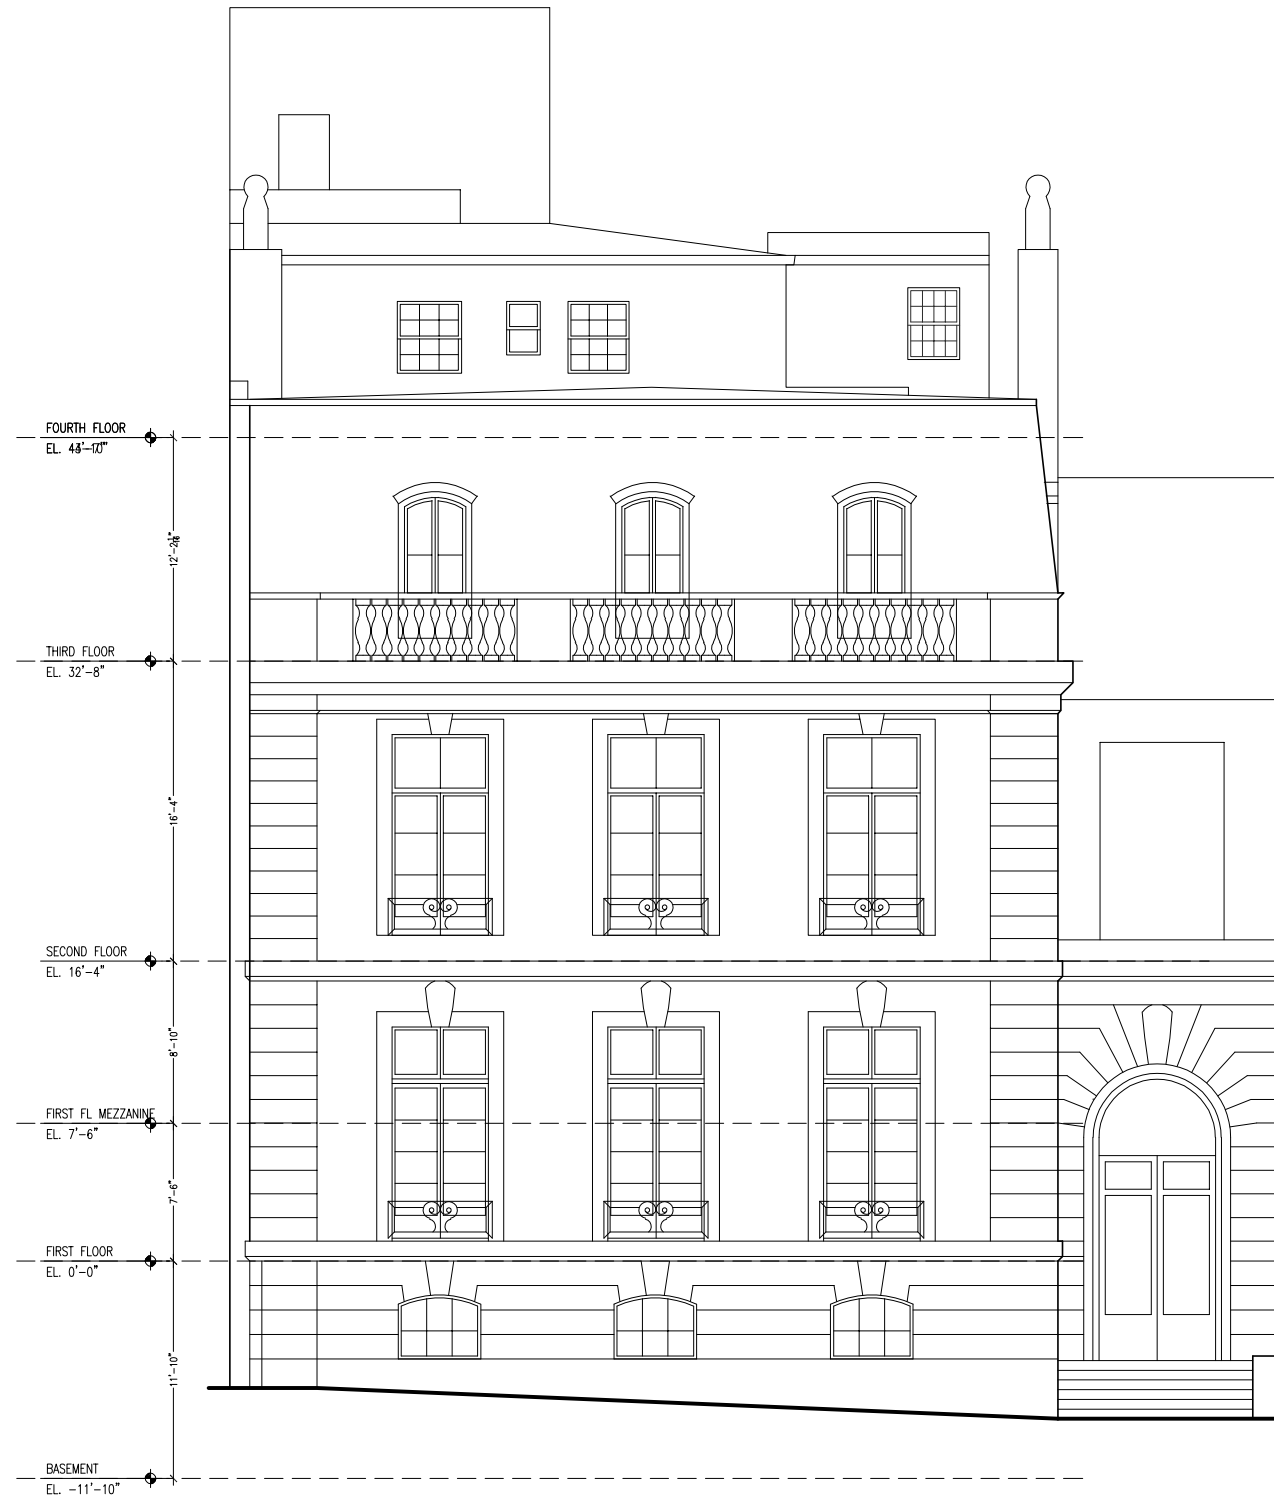 FOURTH FLOOR
THIRD FLOOR
EL. 32'-8"
16'-4"
SECOND FLOOR
EL. 16'-4"
8'-10"
FIRST FL MEZZANINE
EL. 7'-6"
7'-6"
FIRST FLOOR
EL. 0'-0"
11'-10"
BASEMENT
EL. -11'-10"